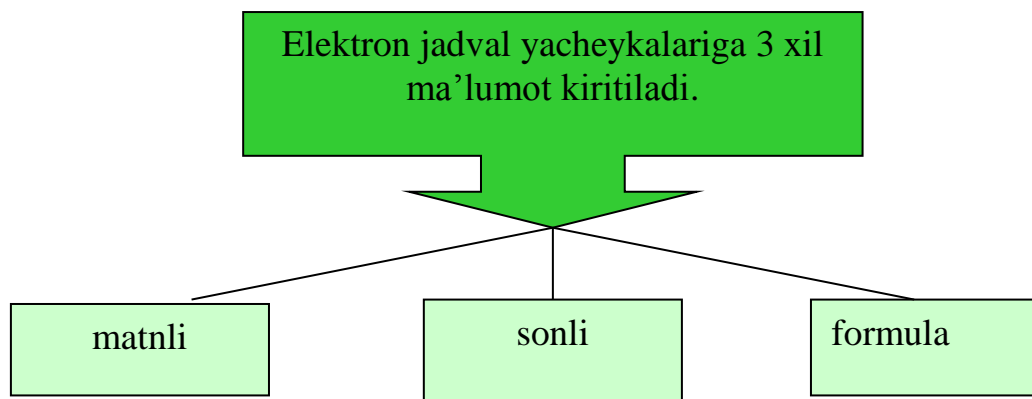 Elektron jadval yacheykalariga 3 xil
ma’lumot kiritiladi.
matnli
sonli
formula